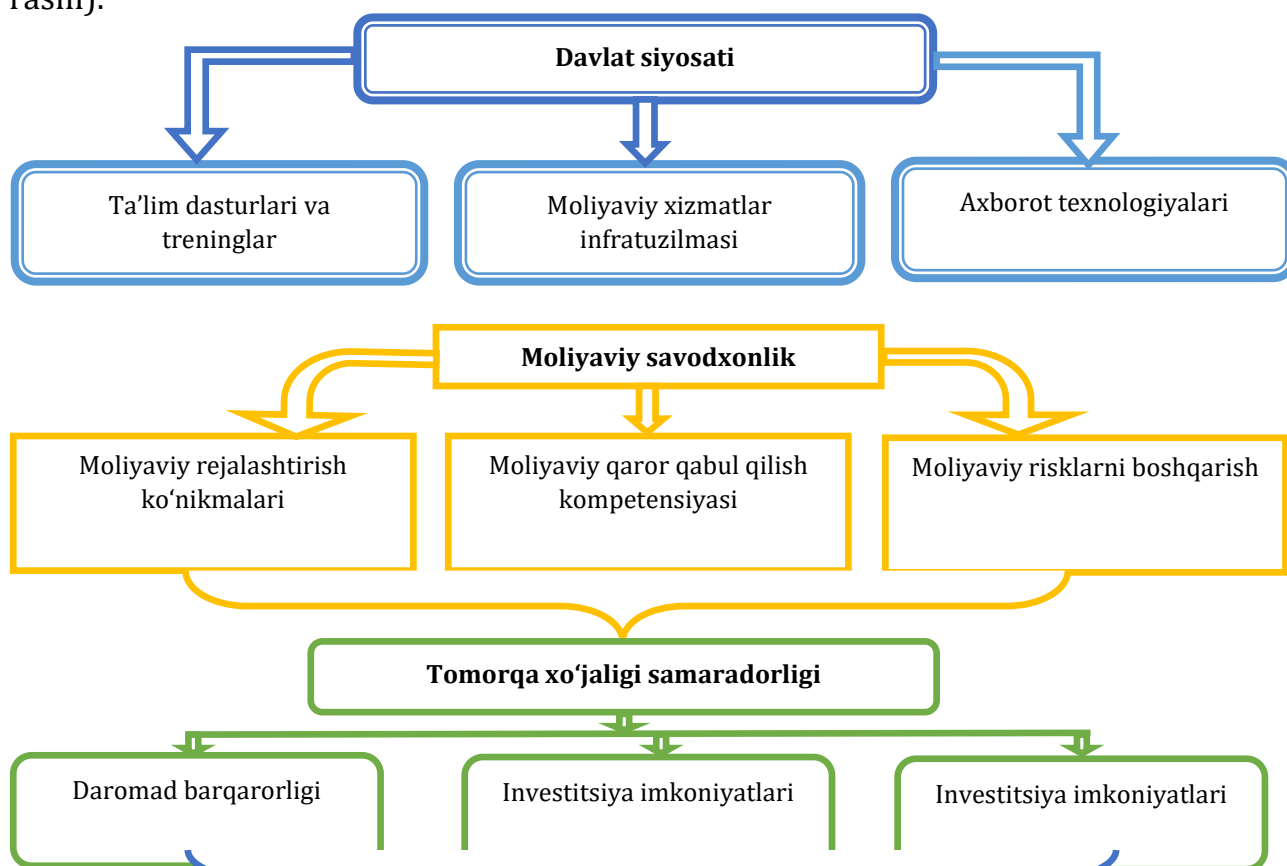 Davlat siyosati
Ta’lim dasturlari va
treninglar
Moliyaviy xizmatlar
infratuzilmasi
Axborot texnologiyalari
Moliyaviy savodxonlik
Moliyaviy rejalashtirish
ko‘nikmalari
Moliyaviy qaror qabul qilish
kompetensiyasi
Moliyaviy risklarni boshqarish
Tomorqa xo‘jaligi samaradorligi
Daromad barqarorligi
Investitsiya imkoniyatlari
Investitsiya imkoniyatlari